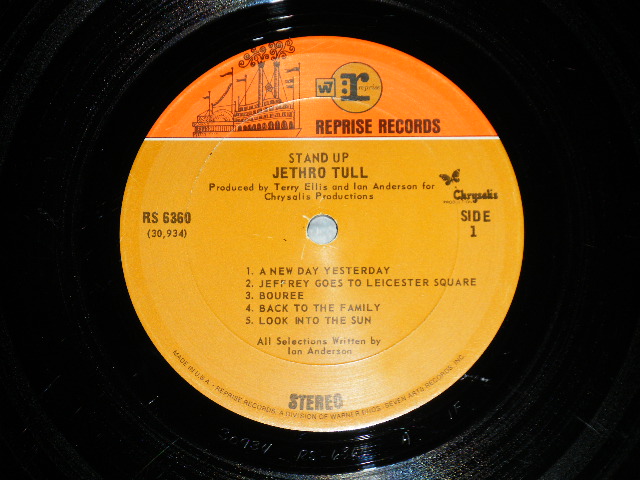 W7
r
reprise
REPRISE RECORDS
STAND UP
JETHRO TULL
Produced by Terry Ellis and Ian Anderson for
Chrysalis Productions
Chrysalis
RS 6360
(30,934)
SIDE
1
1. A NEW DAY YESTERDAY
2. JEFFREY GOES TO LEICESTER SQUARE
3. BOUREE
4. BACK TO THE FAMILY
5. LOOK INTO THE SUN
All Selections Written by
Ian Anderson
STEREO
MADE IN U.S.A. - REPRISE RECORDS, A DIVISION OF WARNER BROS.-SEVEN ARTS RECORDS, INC.
30934